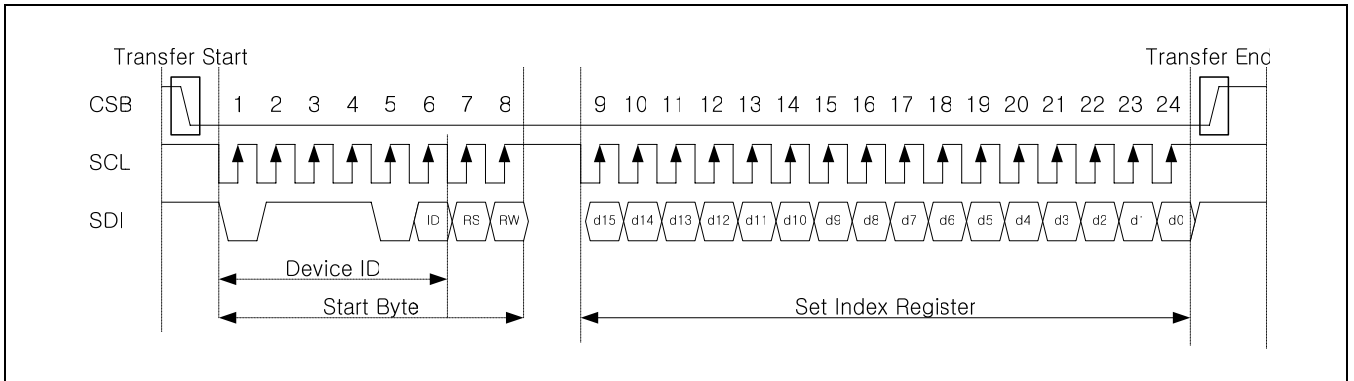 Transfer Start
Transfer End
CSB
1 2 3 4 5 6 7 8
9 10 11 12 13 14 15 16 17 18 19 20 21 22 23 24
SCL
SDI
ID RS RW
d15 d14 d13 d12 d11 d10 d9 d8 d7 d6 d5 d4 d3 d2 d1 d0
Device ID
Start Byte
Set Index Register